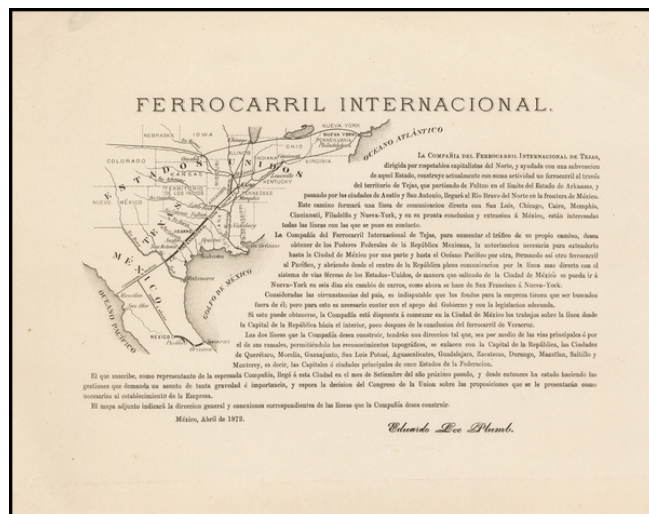 FERROCARRIL INTERNACIONAL.
NUEVA YORK
OCEANO ATLÁNTICO
NEBRASKA
IOWA
Chicago
ILLINOIS
INDIANA
OHIO
NUEVA YORK
PENNSYLVANIA
Philadelphia
VIRGINIA
COLORADO
KANSAS
ESTADOS UNIDOS
KENTUCKY
TENNESSEE
Memphis
TERRITORIO
DE LOS INDIOS
NUEVO MÉXICO
TEXAS
MÉXICO
GOLFO DE MÉXICO
OCEANO PACÍFICO
Matamoros
Mazatlan
MEXICO
LA COMPAÑIA DEL FERROCARRIL INTERNACIONAL DE TEJAS,
dirigida por respetables capitalistas del Norte, y ayudada con una subvencion
de aquel Estado, construye actualmente con suma actividad un ferrocarril al través
del territorio de Tejas, que partiendo de Fulton en el límite del Estado de Arkansas, y
pasando por las ciudades de Austin y San Antonio, llegará al Rio Bravo del Norte en la frontera de México.
Este camino formará una línea de comunicacion directa con San Luis, Chicago, Cairo, Memphis,
Cincinnati, Filadelfia y Nueva-York, y en su pronta conclusion y extension á México, están interesadas
todas las líneas con las que se pone en contacto.
La Compañía del Ferrocarril Internacional de Tejas, para aumentar el tráfico de su propio camino, desea
obtener de los Poderes Federales de la República Mexicana, la autorizacion necesaria para extenderlo
hasta la Ciudad de México por una parte y hasta el Océano Pacífico por otra, formando así otro ferrocarril
al Pacífico, y abriendo desde el centro de la República plena comunicacion por la línea mas directa con el
sistema de vias férreas de los Estados-Unidos, de manera que saliendo de la Ciudad de México se pueda ir á
Nueva-York en seis dias sin cambio de carros, como ahora se hace de San Francisco á Nueva-York.
Consideradas las circunstancias del país, es indisputable que los fondos para la empresa tienen que ser buscados
fuera de él; pero para esto es necesario contar con el apoyo del Gobierno y con la legislacion adecuada.
Si esto puede obtenerse, la Compañía está dispuesta á comenzar en la Ciudad de México los trabajos sobre la línea desde
la Capital de la República hácia el interior, poco despues de la conclusion del ferrocarril de Veracruz.
Las dos líneas que la Compañía desea construir, tendrán una direccion tal que, sea por medio de las vias principales ó por
el de sus ramales, permitiéndolo los reconocimientos topográficos, se enlacen con la Capital de la República, las Ciudades
de Querétaro, Morelia, Guanajuato, San Luis Potosí, Aguascalientes, Guadalajara, Zacatecas, Durango, Mazatlan, Saltillo y
Monterey, es decir, las Capitales ó ciudades principales de once Estados de la Federacion.
El que suscribe, como representante de la expresada Compañía, llegó á esta Ciudad en el mes de Setiembre del año próximo pasado, y desde entonces ha estado haciendo las
gestiones que demanda un asunto de tanta gravedad é importancia, y espera la decision del Congreso de la Union sobre las proposiciones que se le presentarán como
necesarias al establecimiento de la Empresa.
El mapa adjunto indicará la direccion general y conexiones correspondientes de las líneas que la Compañía desea construir.
México, Abril de 1872.
Eduardo Lee Plumb.